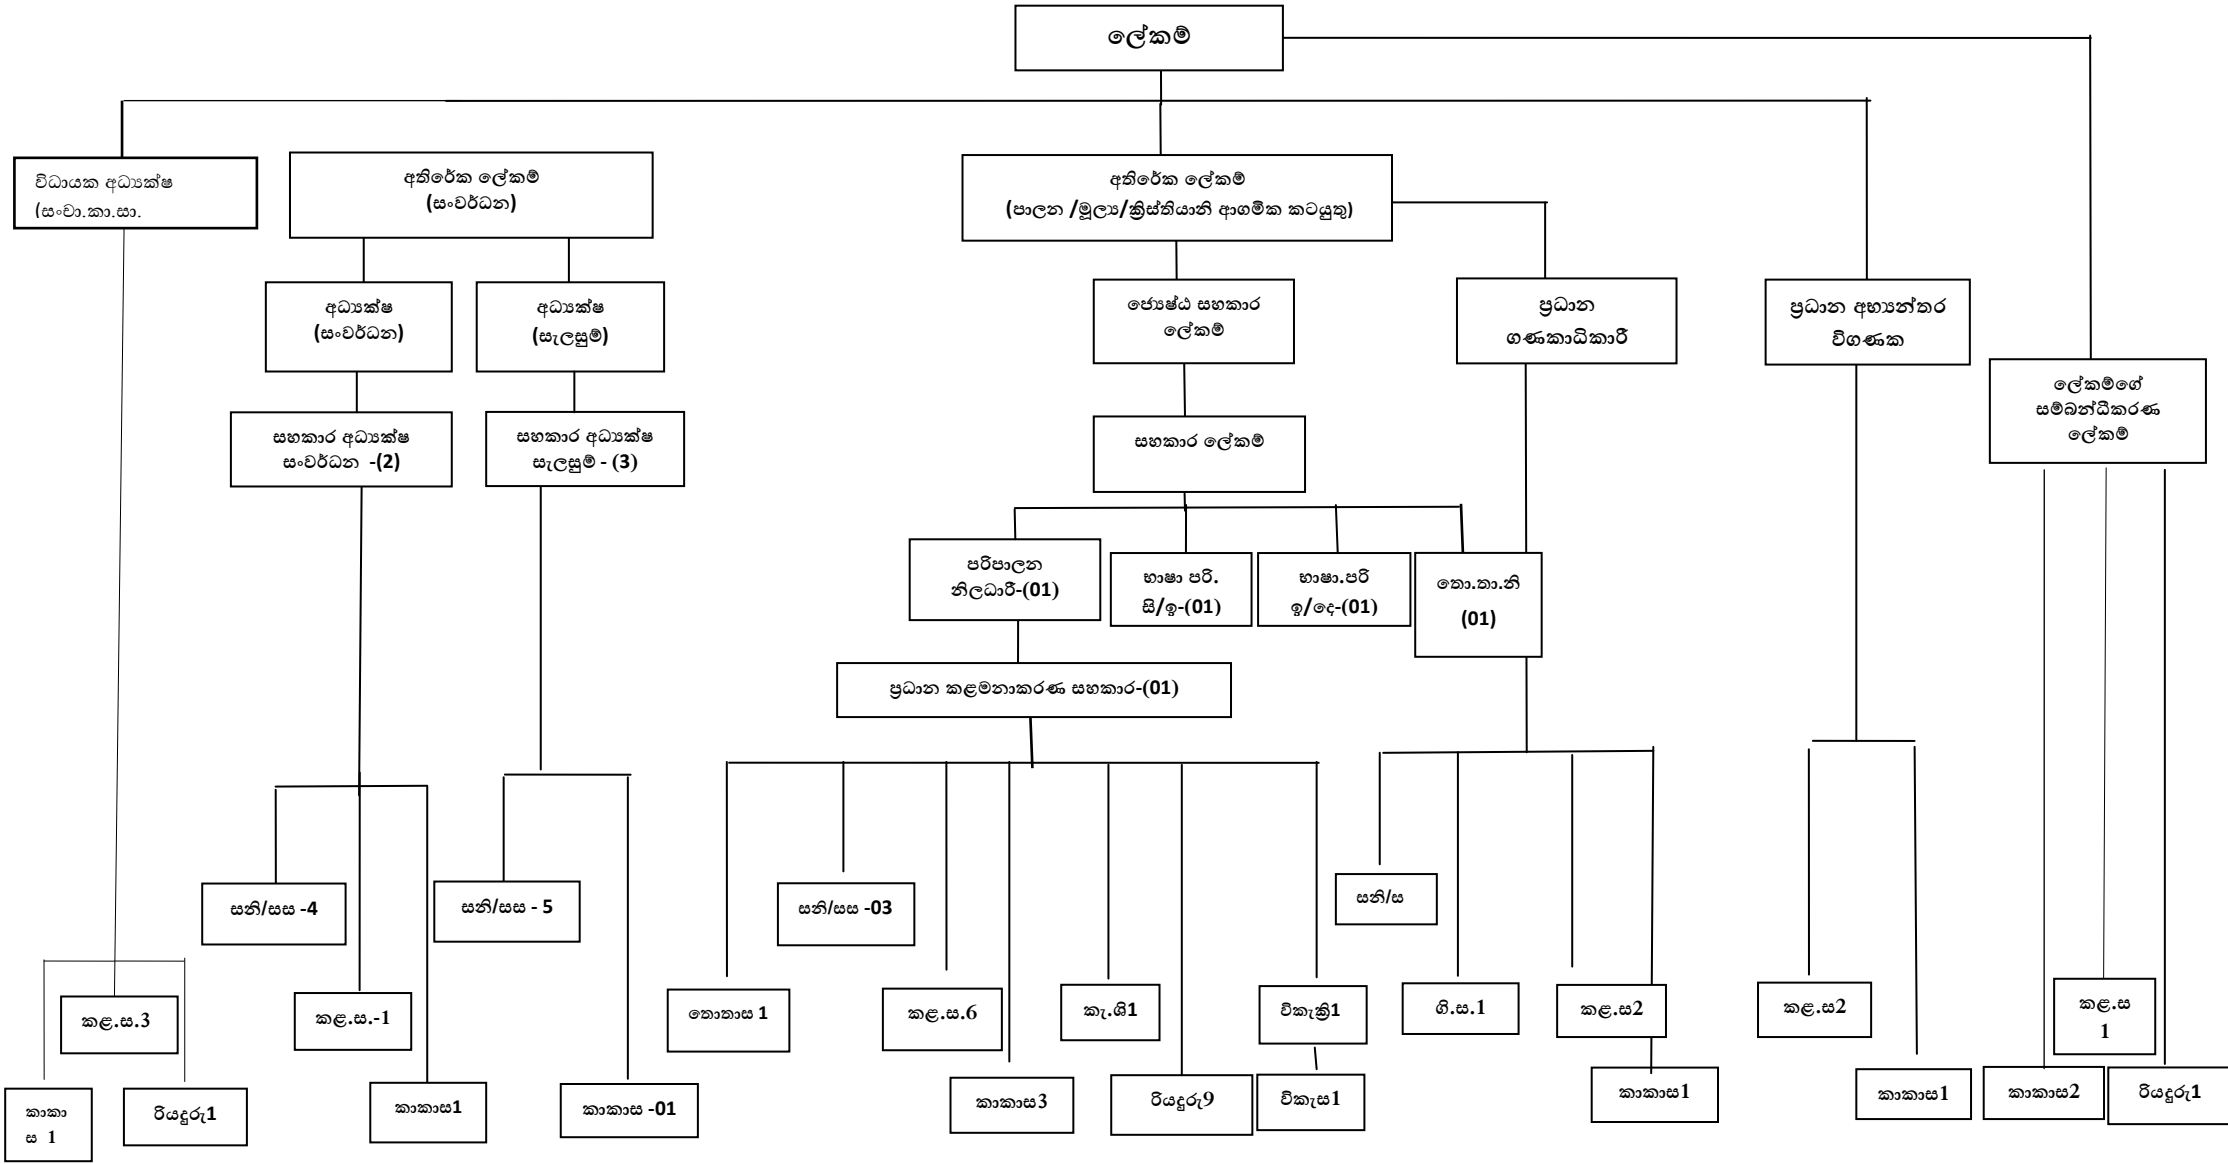 ලේකම්
විධායක අධ්‍යක්ෂ
(සංචා.කා.සා.
අතිරේක ලේකම්
(සංවර්ධන)
අතිරේක ලේකම්
(පාලන /මූල්‍ය/ක්‍රිස්තියානි ආගමික කටයුතු)
අධ්‍යක්ෂ
(සංවර්ධන)
අධ්‍යක්ෂ
(සැලසුම්)
ජ්‍යෙෂ්ඨ සහකාර
ලේකම්
ප්‍රධාන
ගණකාධිකාරී
ප්‍රධාන අභ්‍යන්තර
විගණක
ලේකම්ගේ
සම්බන්ධීකරණ
ලේකම්
සහකාර අධ්‍යක්ෂ
සංවර්ධන -(2)
සහකාර අධ්‍යක්ෂ
සැලසුම් - (3)
සහකාර ලේකම්
පරිපාලන
නිලධාරී-(01)
භාෂා පරි.
සි/ඉ-(01)
භාෂා.පරි
ඉ/දෙ-(01)
තො.තා.නි
(01)
ප්‍රධාන කළමනාකරණ සහකාර-(01)
සනි/සස -4
සනි/සස - 5
සනි/සස -03
සනි/ස
කළ.ස.3
කළ.ස.-1
තොතාස 1
කළ.ස.6
කැ.ශි1
විකැක්‍රි1
ගි.ස.1
කළ.ස2
කළ.ස2
කළ.ස
1
කාකා
ස 1
රියදුරු1
කාකාස1
කාකාස -01
කාකාස3
රියදුරු9
විකැස1
කාකාස1
කාකාස1
කාකාස2
රියදුරු1